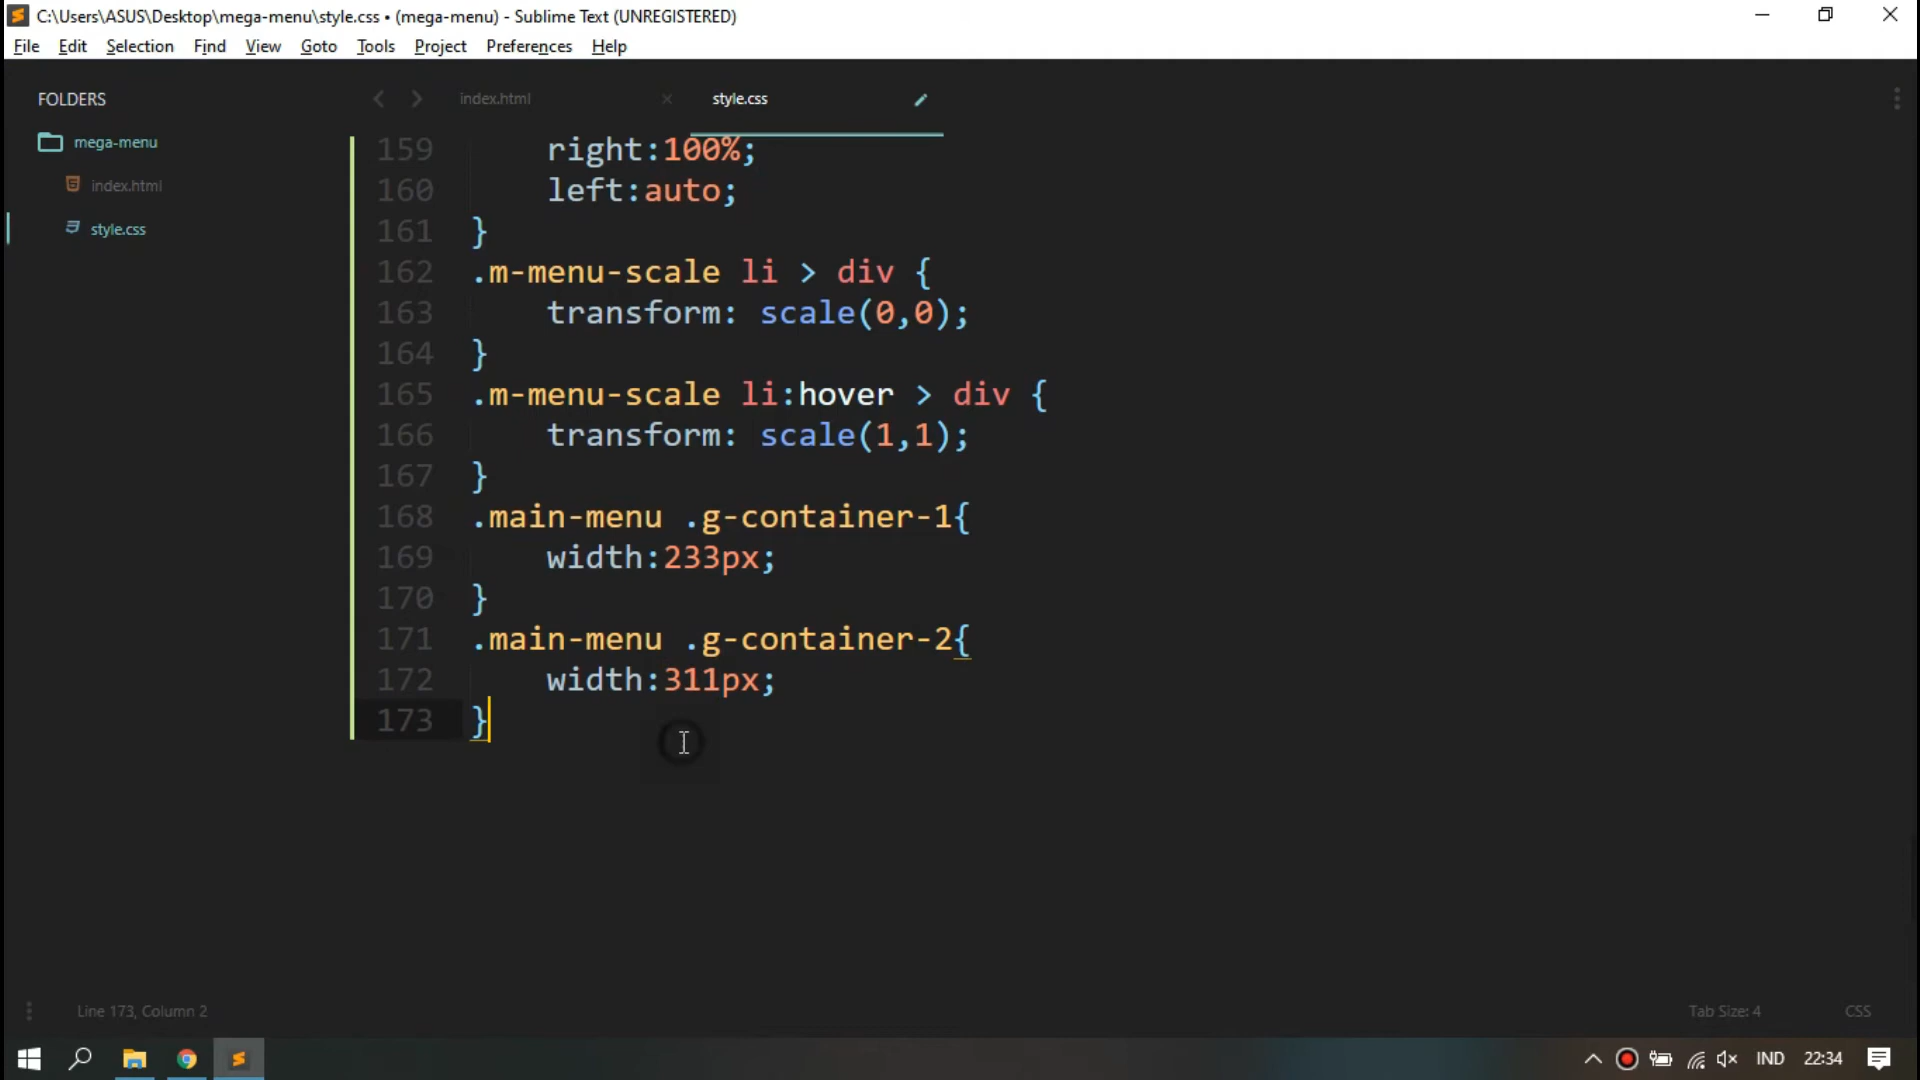 C:\Users\ASUS\Desktop\mega-menu\style.css • (mega-menu) - Sublime Text (UNREGISTERED)
File Edit Selection Find View Goto Tools Project Preferences Help
FOLDERS
mega-menu
index.html
style.css
index.html
style.css
159 right:100%;
160 left:auto;
161 }
162 .m-menu-scale li > div {
163 transform: scale(0,0);
164 }
165 .m-menu-scale li:hover > div {
166 transform: scale(1,1);
167 }
168 .main-menu .g-container-1{
169 width:233px;
170 }
171 .main-menu .g-container-2{
172 width:311px;
173 }
Line 173, Column 2
Tab Size: 4
CSS
IND
22:34